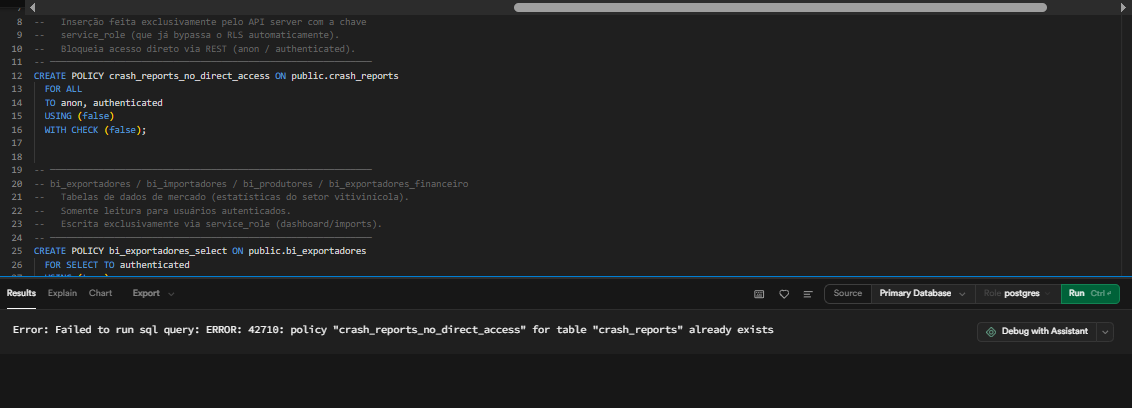 8 -- Inserção feita exclusivamente pelo API server com a chave
9 -- service_role (que já bypassa o RLS automaticamente).
10 -- Bloqueia acesso direto via REST (anon / authenticated).
11 -- ────────────────────────────────
12 CREATE POLICY crash_reports_no_direct_access ON public.crash_reports
13 FOR ALL
14 TO anon, authenticated
15 USING (false)
16 WITH CHECK (false);
17
18
19 -- ────────────────────────────────
20 -- bi_exportadores / bi_importadores / bi_produtores / bi_exportadores_financeiro
21 -- Tabelas de dados de mercado (estatísticas do setor vitivinícola).
22 -- Somente leitura para usuários autenticados.
23 -- Escrita exclusivamente via service_role (dashboard/imports).
24 -- ────────────────────────────────
25 CREATE POLICY bi_exportadores_select ON public.bi_exportadores
26 FOR SELECT TO authenticated
Results Explain Chart Export Source Primary Database Role postgres Run Ctrl ↵
Error: Failed to run sql query: ERROR: 42710: policy "crash_reports_no_direct_access" for table "crash_reports" already exists
Debug with Assistant